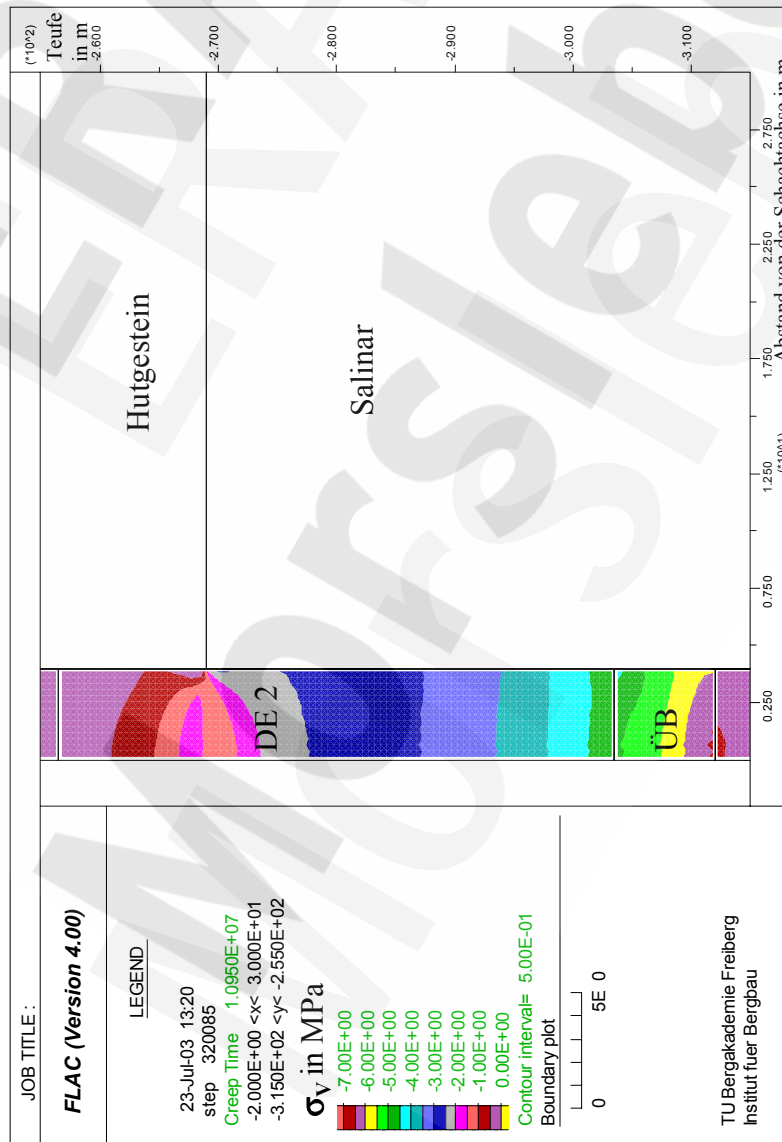 JOB TITLE :
FLAC (Version 4.00)
LEGEND
23-Jul-03 13:20
step 320085
Creep Time 1.0950E+07
-2.000E+00 <x< 3.000E+01
-3.150E+02 <y< -2.550E+02
σV in MPa
-7.00E+00
-6.00E+00
-5.00E+00
-4.00E+00
-3.00E+00
-2.00E+00
-1.00E+00
0.00E+00
Contour interval= 5.00E-01
Boundary plot
0 5E 0
TU Bergakademie Freiberg
Institut fuer Bergbau
(*10^2)
Teufe
in m
-2.600
-2.700
-2.800
-2.900
-3.000
-3.100
Hutgestein
Salinar
DE 2
ÜB
0.250
0.750
1.250
1.750
2.250
2.750
(*10^1)
Abstand von der Schachtachse in m
ERA
Morsleben
ERA
Morsleben